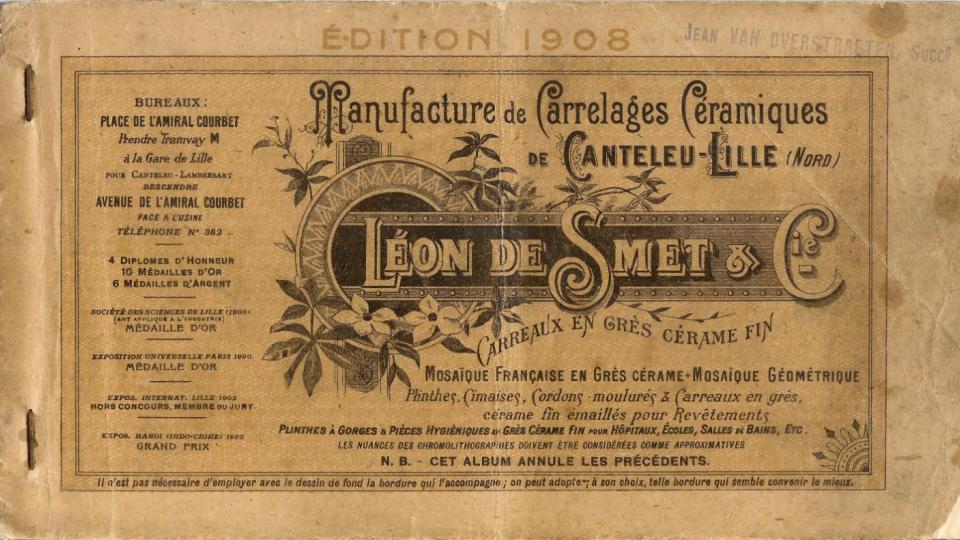 ÉDITION 1908
JEAN VAN OVERSTRAETEN, Succʳ
BUREAUX:
PLACE DE L'AMIRAL COURBET
Prendre Tramway M
à la Gare de Lille
POUR CANTELEU-LAMBERSART
DESCENDRE
AVENUE DE L'AMIRAL COURBET
FACE A L'USINE
TÉLÉPHONE N° 382
4 DIPLOMES D'HONNEUR
10 MÉDAILLES D'OR
6 MÉDAILLES D'ARGENT
SOCIÉTÉ DES SCIENCES DE LILLE (1900)
(ART APPLIQUÉ A L'INDUSTRIE)
MÉDAILLE D'OR
EXPOSITION UNIVERSELLE PARIS 1900
MÉDAILLE D'OR
EXPOS. INTERNAT. LILLE 1902
HORS CONCOURS, MEMBRE DU JURY
EXPOS. HANOI (INDO-CHINE) 1902
GRAND PRIX
Manufacture de Carrelages Céramiques
DE CANTELEU-LILLE (NORD)
LÉON DE SMET & Cie
CARREAUX EN GRÈS CÉRAME FIN
MOSAÏQUE FRANÇAISE EN GRÈS CÉRAME - MOSAÏQUE GÉOMÉTRIQUE
Plinthes, Cimaises, Cordons moulurés & Carreaux en grès,
cérame fin émaillés pour Revêtements
PLINTHES À GORGES & PIÈCES HYGIÉNIQUES EN GRÈS CÉRAME FIN POUR HÔPITAUX, ÉCOLES, SALLES DE BAINS, ETC.
LES NUANCES DES CHROMOLITHOGRAPHIES DOIVENT ÊTRE CONSIDÉRÉES COMME APPROXIMATIVES
N. B. - CET ALBUM ANNULE LES PRÉCÉDENTS.
Il n'est pas nécessaire d'employer avec le dessin de fond la bordure qui l'accompagne; on peut adopter, à son choix, telle bordure qui semble convenir le mieux.